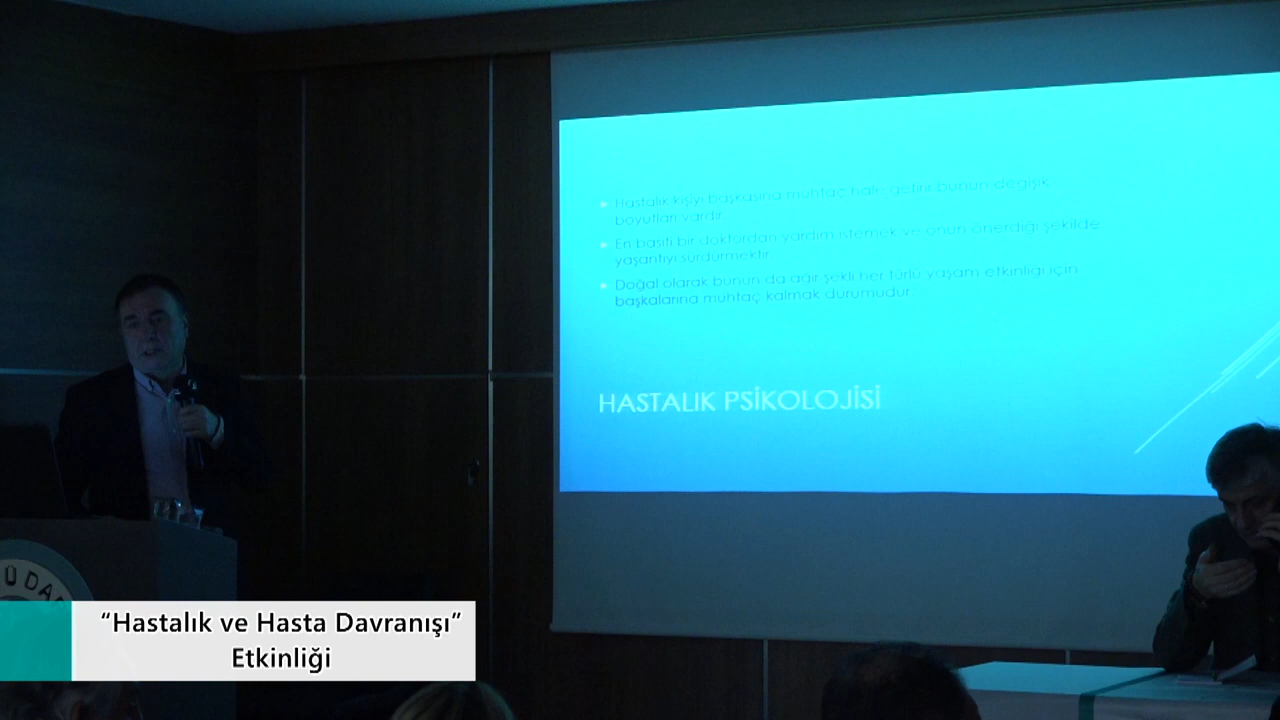 Hastalık kişiyi başkasına muhtaç hale getirir bunun değişik
boyutları vardır.
En basiti bir doktordan yardım istemek ve onun önerdiği şekilde
yaşantıyı sürdürmektir.
Doğal olarak bunun da ağır şekli her türlü yaşam etkinliği için
başkalarına muhtaç kalmak durumudur.
HASTALIK PSİKOLOJİSİ
Ü DA
“Hastalık ve Hasta Davranışı”
Etkinliği